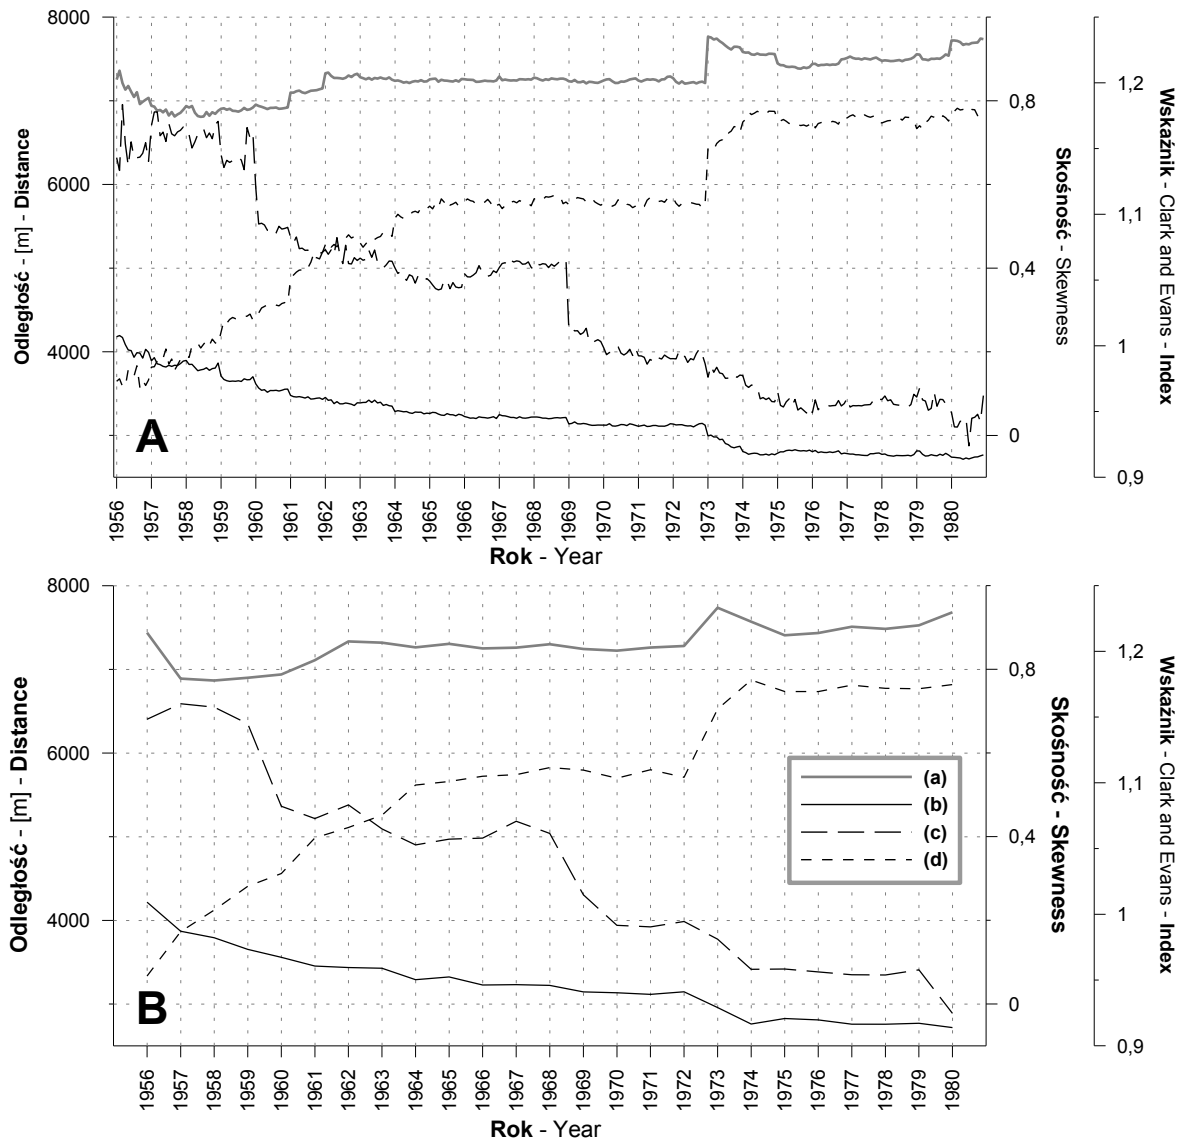 8000
6000
4000
Odległość - [m] - Distance
0,8
0,4
0
Skośność - Skewness
1,2
1,1
1
0,9
Wskaźnik - Clark and Evans - Index
A
1956 1957 1958 1959 1960 1961 1962 1963 1964 1965 1966 1967 1968 1969 1970 1971 1972 1973 1974 1975 1976 1977 1978 1979 1980
Rok - Year
8000
6000
4000
Odległość - [m] - Distance
0,8
0,4
0
Skośność - Skewness
1,2
1,1
1
0,9
Wskaźnik - Clark and Evans - Index
(a)
(b)
(c)
(d)
B
1956 1957 1958 1959 1960 1961 1962 1963 1964 1965 1966 1967 1968 1969 1970 1971 1972 1973 1974 1975 1976 1977 1978 1979 1980
Rok - Year